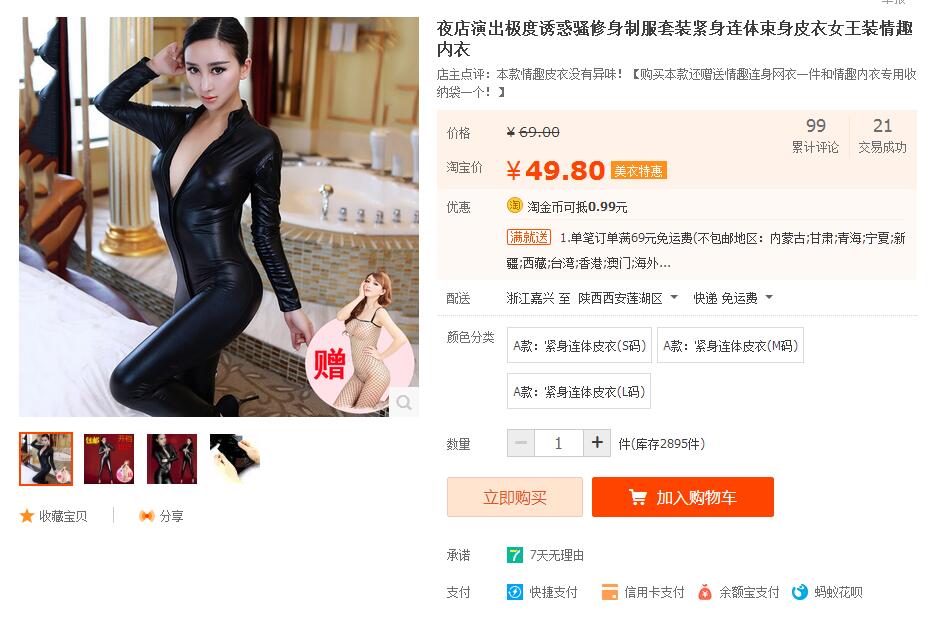 夜店演出极度诱惑骚修身制服套装紧身连体束身皮衣女王装情趣
内衣
店主点评：本款情趣皮衣没有异味！【购买本款还赠送情趣连身网衣一件和情趣内衣专用收
纳袋一个！】
价格 ¥69.00
99 累计评论
21 交易成功
淘宝价 ¥49.80 美衣特惠
优惠 淘 淘金币可抵0.99元
满就送 1.单笔订单满69元免运费(不包邮地区：内蒙古;甘肃;青海;宁夏;新
疆;西藏;台湾;香港;澳门;海外...
配送 浙江嘉兴 至 陕西西安莲湖区 快递 免运费
颜色分类 A款：紧身连体皮衣(S码) A款：紧身连体皮衣(M码)
A款：紧身连体皮衣(L码)
赠
数量 1 + 件(库存2895件)
立即购买 加入购物车
收藏宝贝 分享
承诺 7 7天无理由
支付 快捷支付 信用卡支付 余额宝支付 蚂蚁花呗